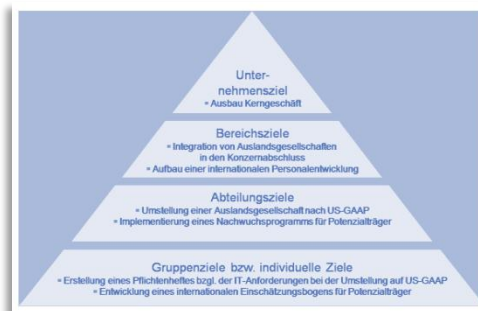 Unter-
nehmensziel
▪ Ausbau Kerngeschäft
Bereichsziele
▪ Integration von Auslandsgesellschaften
in den Konzernabschluss
▪ Aufbau einer internationalen Personalentwicklung
Abteilungsziele
▪ Umstellung einer Auslandsgesellschaft nach US-GAAP
▪ Implementierung eines Nachwuchsprogramms für Potenzialträger
Gruppenziele bzw. individuelle Ziele
▪ Erstellung eines Pflichtenheftes bzgl. der IT-Anforderungen bei der Umstellung auf US-GAAP
▪ Entwicklung eines internationalen Einschätzungsbogens für Potenzialträger